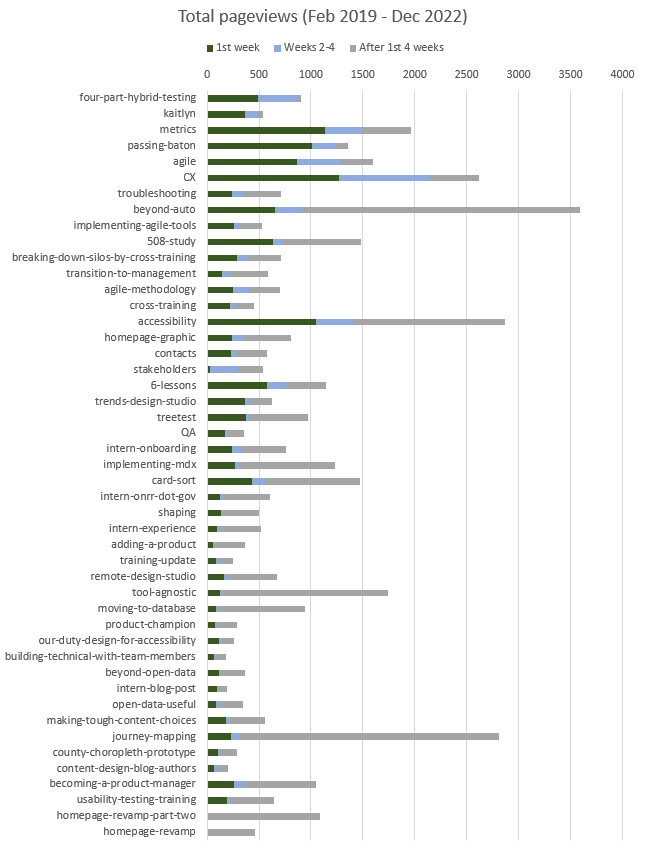 Total pageviews (Feb 2019 - Dec 2022)
1st week Weeks 2-4 After 1st 4 weeks
0 500 1000 1500 2000 2500 3000 3500 4000
four-part-hybrid-testing
kaitlyn
metrics
passing-baton
agile
CX
troubleshooting
beyond-auto
implementing-agile-tools
508-study
breaking-down-silos-by-cross-training
transition-to-management
agile-methodology
cross-training
accessibility
homepage-graphic
contacts
stakeholders
6-lessons
trends-design-studio
treetest
QA
intern-onboarding
implementing-mdx
card-sort
intern-onrr-dot-gov
shaping
intern-experience
adding-a-product
training-update
remote-design-studio
tool-agnostic
moving-to-database
product-champion
our-duty-design-for-accessibility
building-technical-with-team-members
beyond-open-data
intern-blog-post
open-data-useful
making-tough-content-choices
journey-mapping
county-choropleth-prototype
content-design-blog-authors
becoming-a-product-manager
usability-testing-training
homepage-revamp-part-two
homepage-revamp